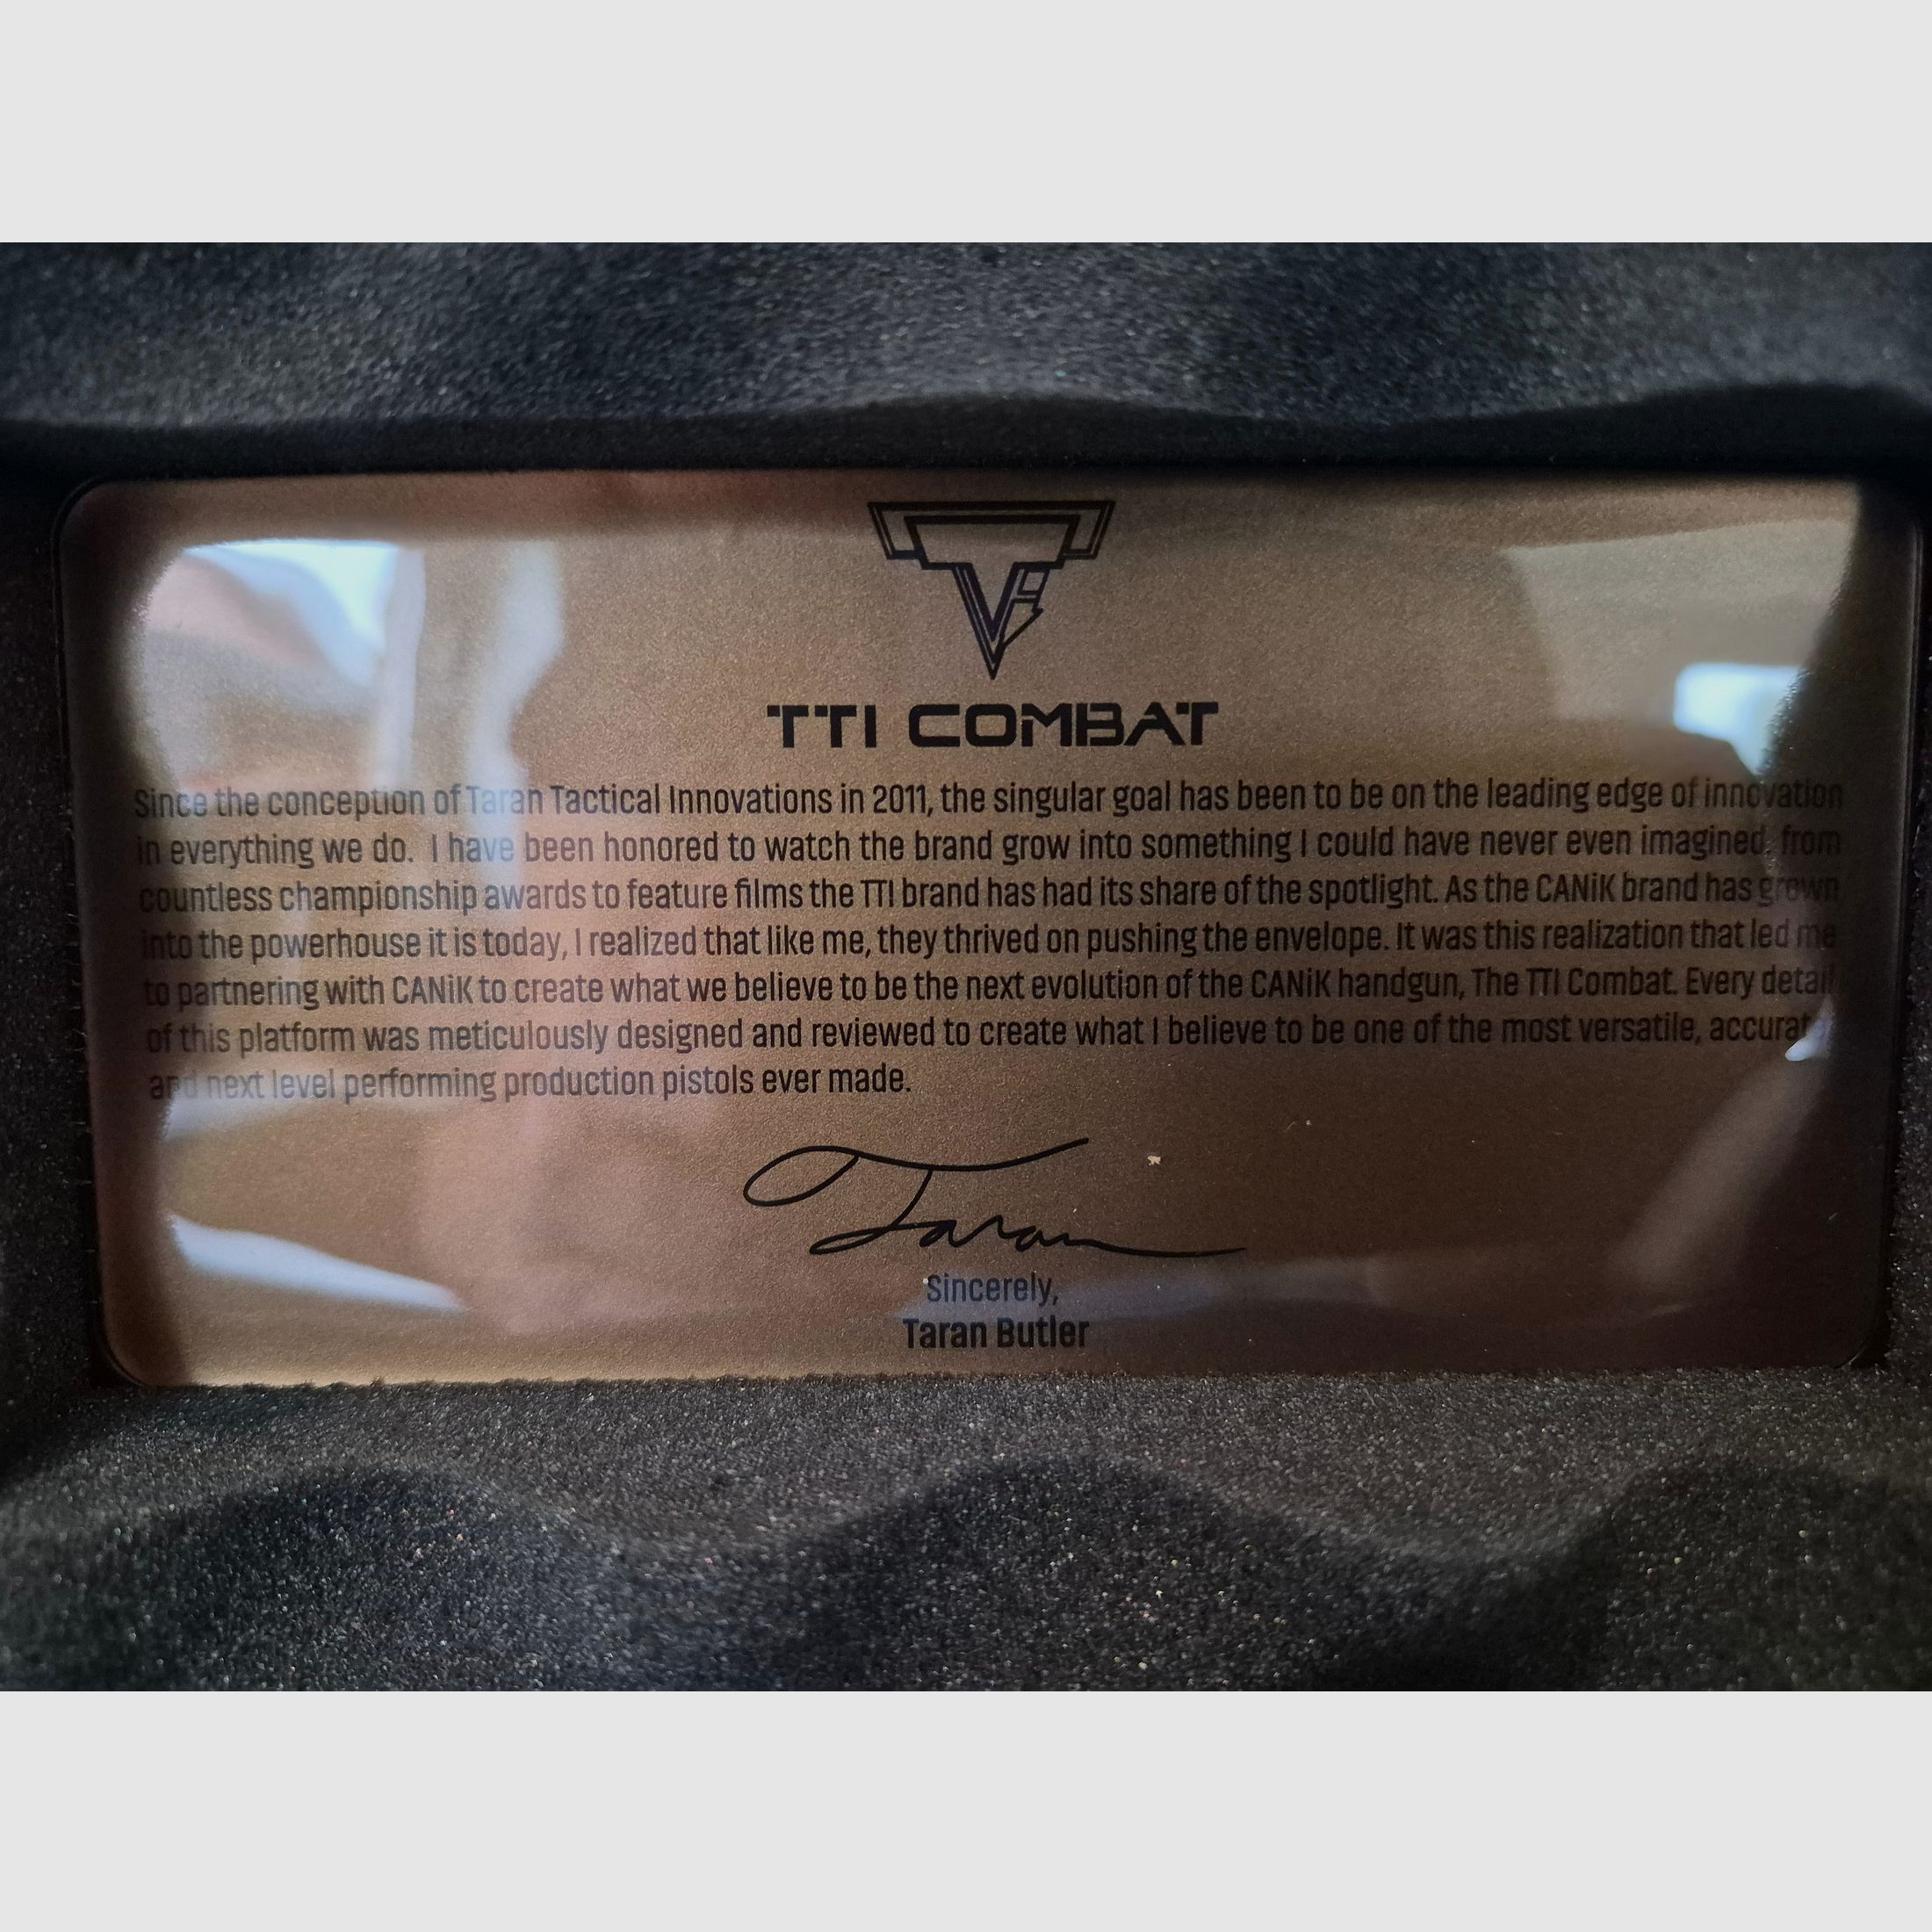 TTI COMBAT
Since the conception of Taran Tactical Innovations in 2011, the singular goal has been to be on the leading edge of innovation
in everything we do. I have been honored to watch the brand grow into something I could have never even imagined, from
countless championship awards to feature films the TTI brand has had its share of the spotlight. As the CANiK brand has grown
into the powerhouse it is today, I realized that like me, they thrived on pushing the envelope. It was this realization that led me
to partnering with CANiK to create what we believe to be the next evolution of the CANiK handgun, The TTI Combat. Every detail
of this platform was meticulously designed and reviewed to create what I believe to be one of the most versatile, accurate
and next level performing production pistols ever made.
Taran
Sincerely,
Taran Butler